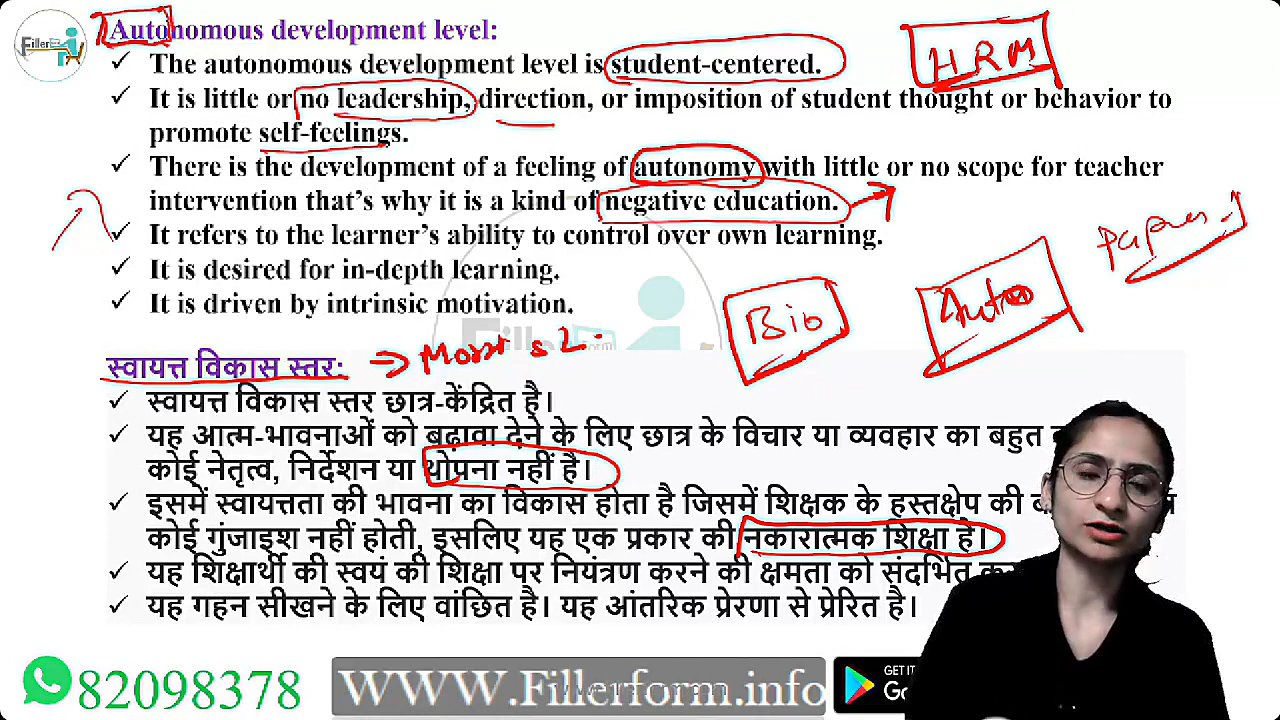 Fillerform
Autonomous development level:
✓ The autonomous development level is student-centered.
✓ It is little or no leadership, direction, or imposition of student thought or behavior to
promote self-feelings.
✓ There is the development of a feeling of autonomy with little or no scope for teacher
intervention that's why it is a kind of negative education.
✓ It refers to the learner's ability to control over own learning.
✓ It is desired for in-depth learning.
✓ It is driven by intrinsic motivation.
HRM
Bio
Auto
स्वायत्त विकास स्तर:
✓ स्वायत्त विकास स्तर छात्र-केंद्रित है।
✓ यह आत्म-भावनाओं को बढ़ावा देने के लिए छात्र के विचार या व्यवहार का बहुत
कोई नेतृत्व, निर्देशन या थोपना नहीं है।
✓ इसमें स्वायत्तता की भावना का विकास होता है जिसमें शिक्षक के हस्तक्षेप की
कोई गुंजाइश नहीं होती, इसलिए यह एक प्रकार की नकारात्मक शिक्षा है।
✓ यह शिक्षार्थी की स्वयं की शिक्षा पर नियंत्रण करने की क्षमता को संदर्भित
✓ यह गहन सीखने के लिए वांछित है। यह आंतरिक प्रेरणा से प्रेरित है।
82098378
www.Fillerform.info
GET IT